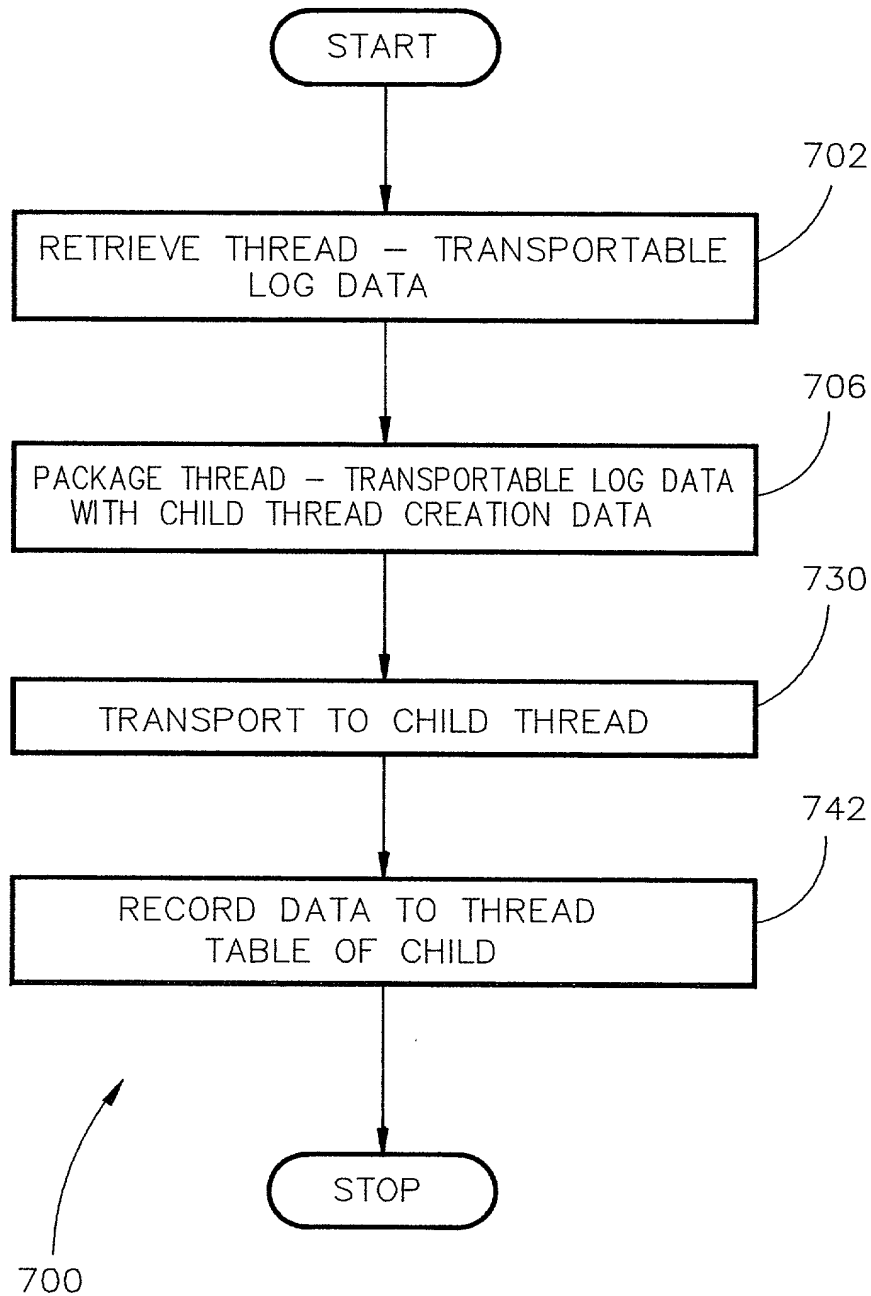 START
702
RETRIEVE THREAD – TRANSPORTABLE
LOG DATA
706
PACKAGE THREAD – TRANSPORTABLE LOG DATA
WITH CHILD THREAD CREATION DATA
730
TRANSPORT TO CHILD THREAD
742
RECORD DATA TO THREAD
TABLE OF CHILD
STOP
700